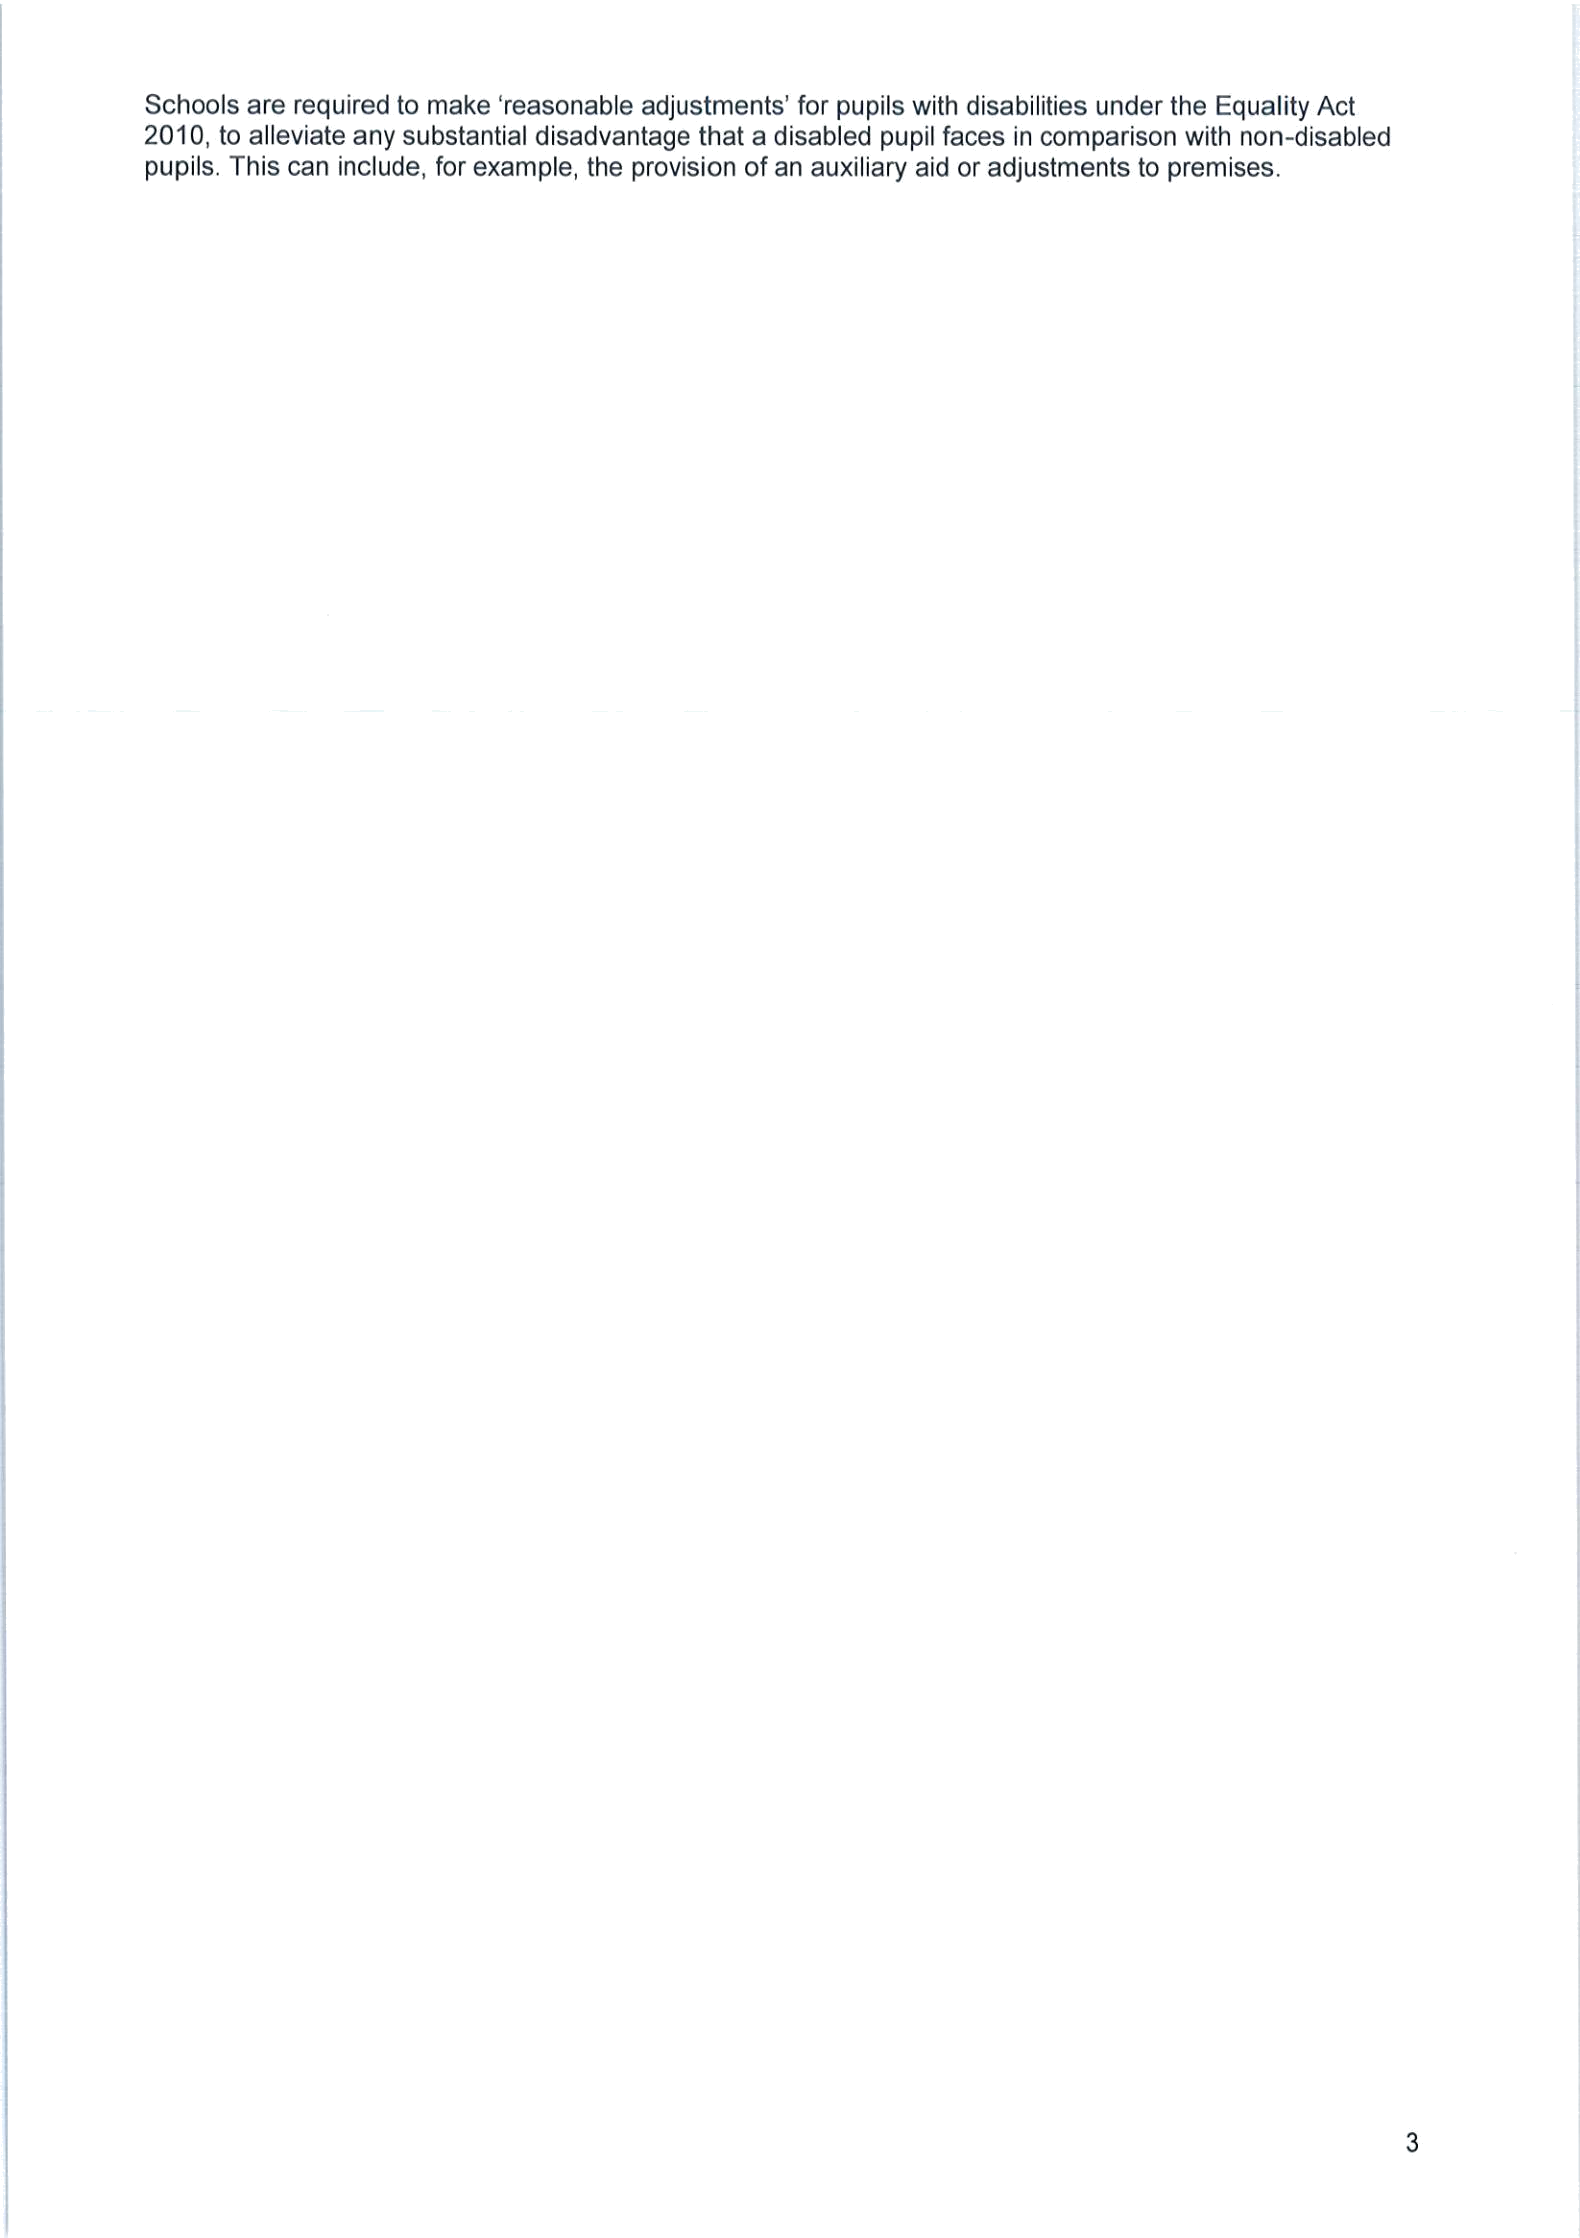 Schools are required to make ‘reasonable adjustments’ for pupils with disabilities under the Equality Act
2010, to alleviate any substantial disadvantage that a disabled pupil faces in comparison with non-disabled
pupils. This can include, for example, the provision of an auxiliary aid or adjustments to premises.
3